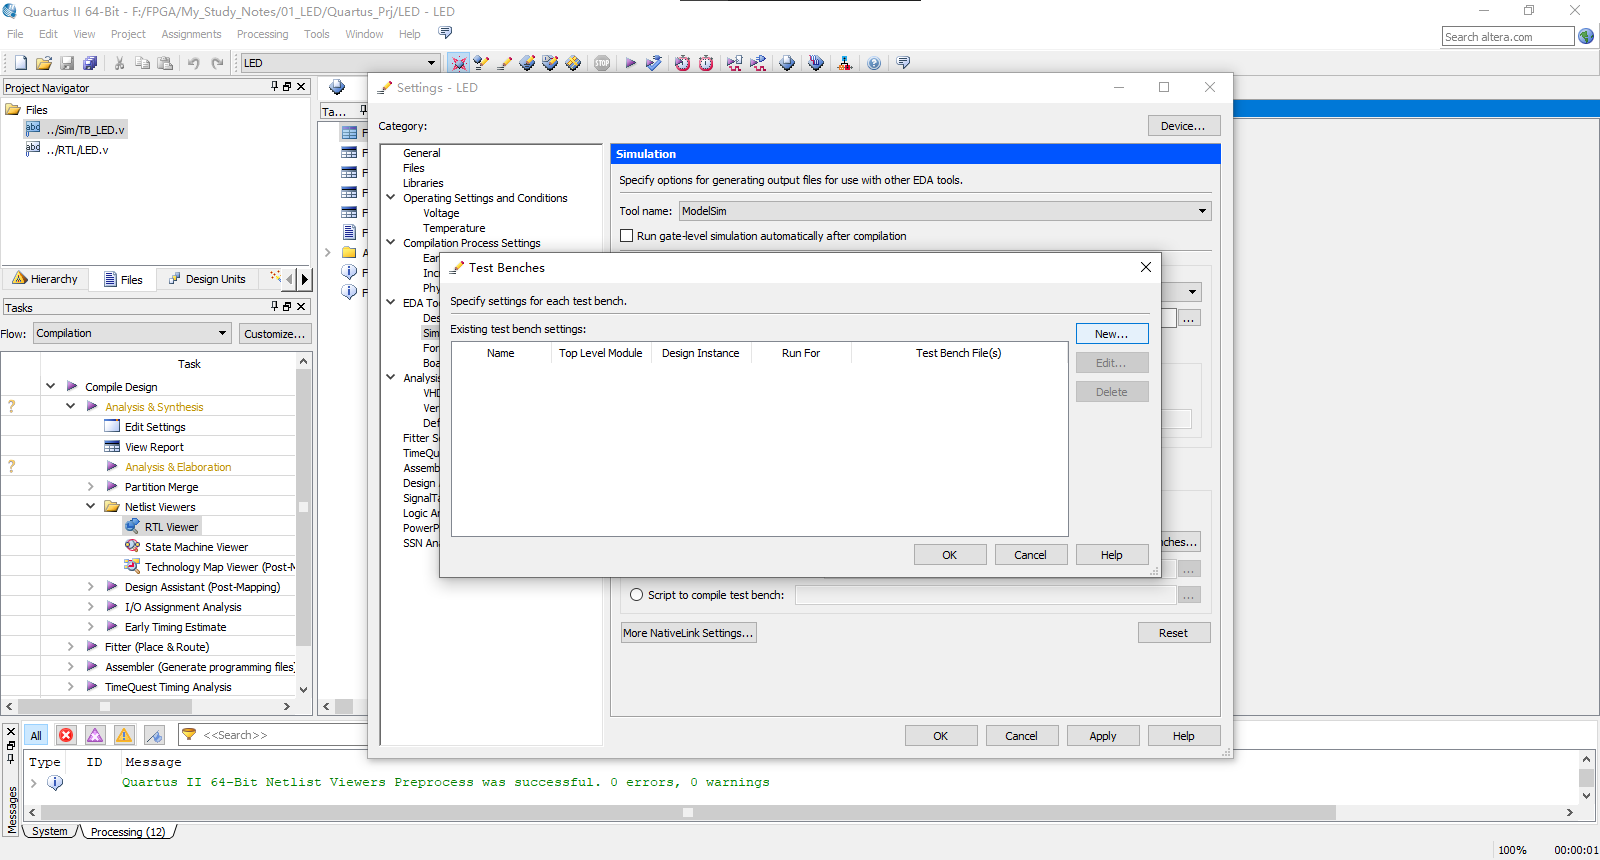 Quartus II 64-Bit - F:/FPGA/My_Study_Notes/01_LED/Quartus_Prj/LED - LED
File Edit View Project Assignments Processing Tools Window Help
Search altera.com
LED
Project Navigator
Files
../Sim/TB_LED.v
../RTL/LED.v
Hierarchy Files Design Units
Tasks
Flow: Compilation Customize...
Task
Compile Design
Analysis & Synthesis
Edit Settings
View Report
Analysis & Elaboration
Partition Merge
Netlist Viewers
RTL Viewer
State Machine Viewer
Technology Map Viewer (Post-M
Design Assistant (Post-Mapping)
I/O Assignment Analysis
Early Timing Estimate
Fitter (Place & Route)
Assembler (Generate programming files)
TimeQuest Timing Analysis
Ta...
F
F
F
F
F
F
A
F
F
Settings - LED
Category:
Device...
General
Files
Libraries
Operating Settings and Conditions
Voltage
Temperature
Compilation Process Settings
Ear
Inc
Phy
EDA Too
Des
Sim
For
Boa
Analysis
VHD
Ver
Def
Fitter Se
TimeQu
Assemb
Design A
SignalTa
Logic An
PowerP
SSN Ana
Simulation
Specify options for generating output files for use with other EDA tools.
Tool name: ModelSim
Run gate-level simulation automatically after compilation
...
nches...
...
Script to compile test bench:
...
More NativeLink Settings...
Reset
OK Cancel Apply Help
Test Benches
Specify settings for each test bench.
Existing test bench settings:
Name Top Level Module Design Instance Run For Test Bench File(s)
New...
Edit...
Delete
OK Cancel Help
All <<Search>>
Type ID Message
Quartus II 64-Bit Netlist Viewers Preprocess was successful. 0 errors, 0 warnings
Messages
System Processing (12)
100% 00:00:01